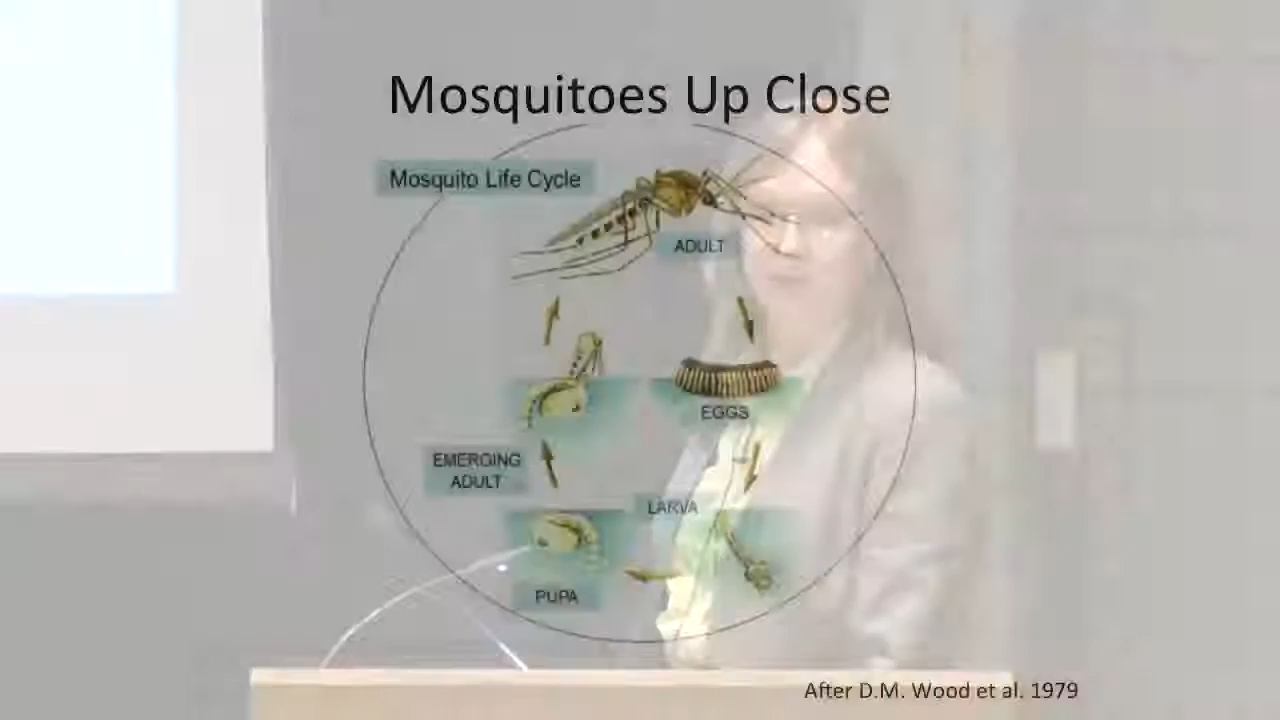 Mosquitoes Up Close
Mosquito Life Cycle
ADULT
EGGS
EMERGING
ADULT
LARVA
PUPA
After D.M. Wood et al. 1979